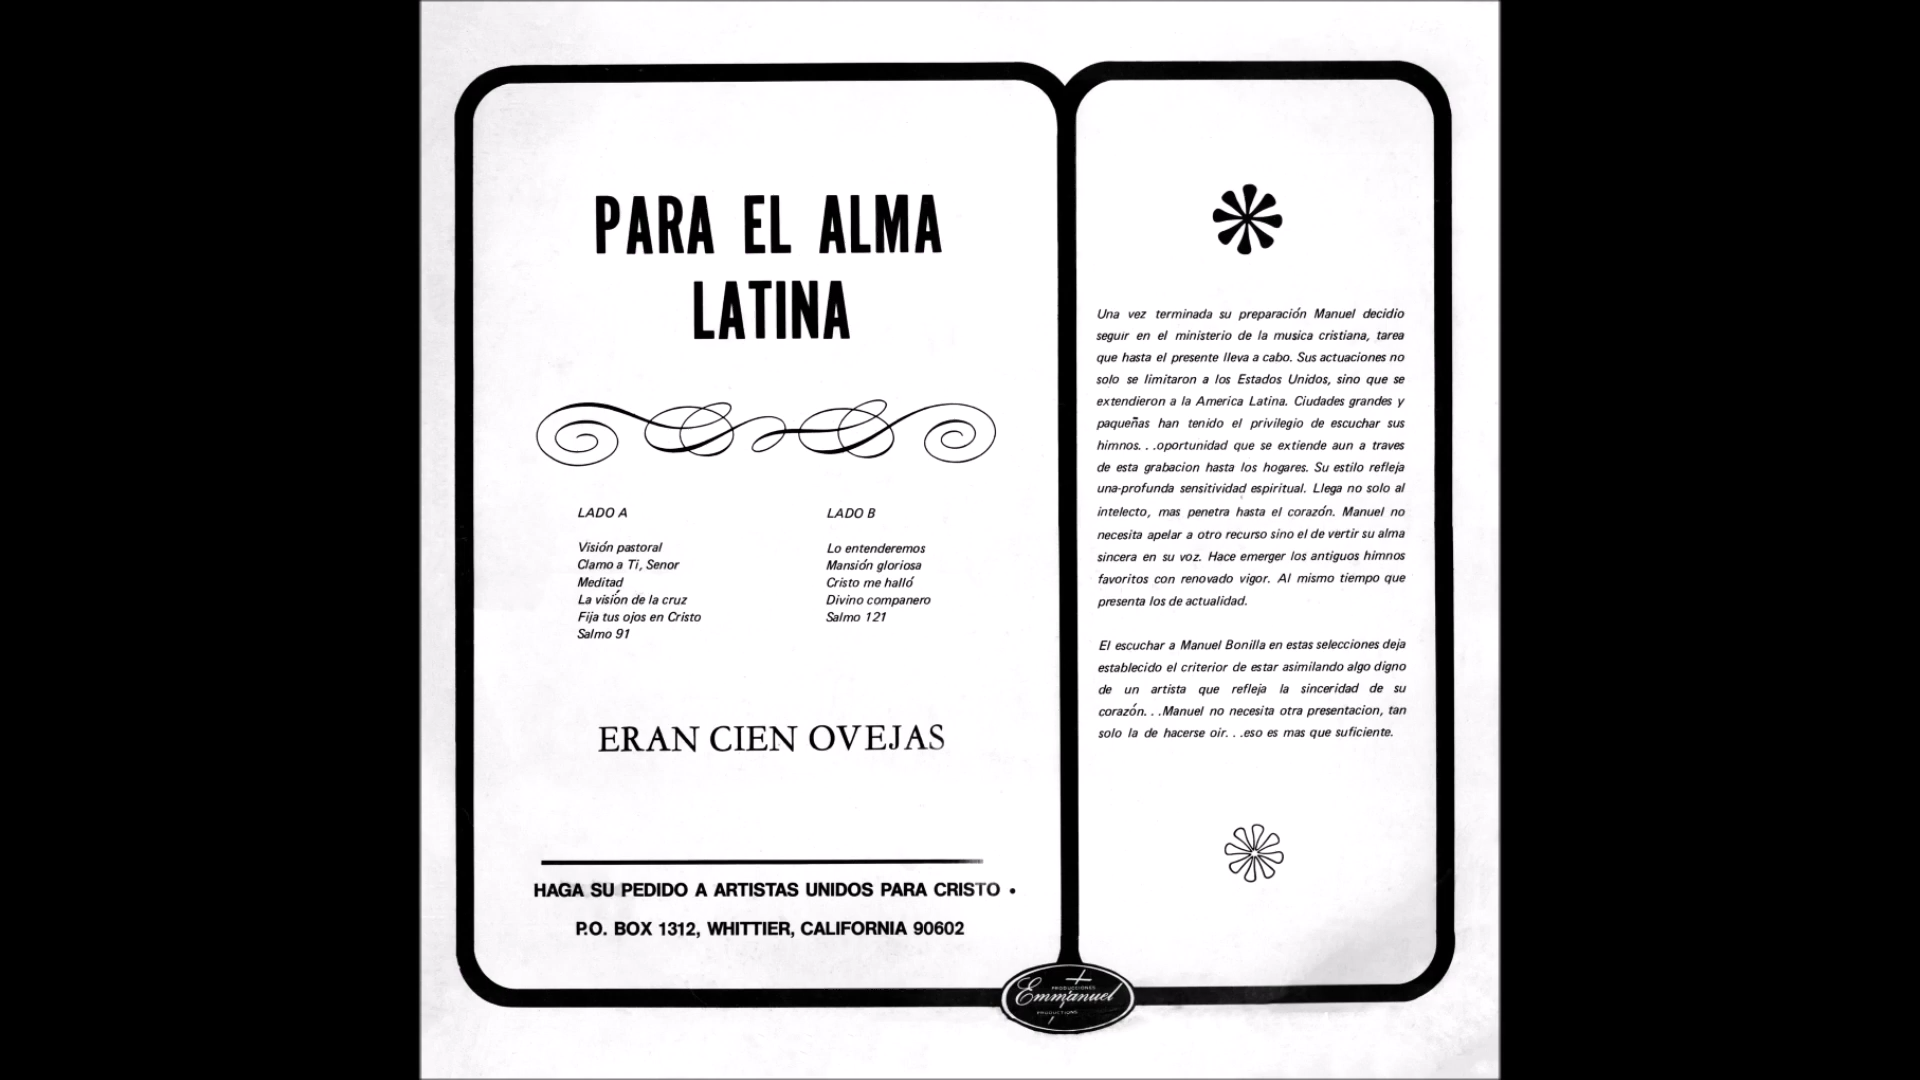 PARA EL ALMA
LATINA
LADO A
Visión pastoral
Clamo a Ti, Senor
Meditad
La visión de la cruz
Fija tus ojos en Cristo
Salmo 91
LADO B
Lo entenderemos
Mansión gloriosa
Cristo me halló
Divino companero
Salmo 121
ERAN CIEN OVEJAS
HAGA SU PEDIDO A ARTISTAS UNIDOS PARA CRISTO •
P.O. BOX 1312, WHITTIER, CALIFORNIA 90602
Una vez terminada su preparación Manuel decidio
seguir en el ministerio de la musica cristiana, tarea
que hasta el presente lleva a cabo. Sus actuaciones no
solo se limitaron a los Estados Unidos, sino que se
extendieron a la America Latina. Ciudades grandes y
paqueñas han tenido el privilegio de escuchar sus
himnos. . .oportunidad que se extiende aun a traves
de esta grabacion hasta los hogares. Su estilo refleja
una-profunda sensitividad espiritual. Llega no solo al
intelecto, mas penetra hasta el corazón. Manuel no
necesita apelar a otro recurso sino el de vertir su alma
sincera en su voz. Hace emerger los antiguos himnos
favoritos con renovado vigor. Al mismo tiempo que
presenta los de actualidad.
El escuchar a Manuel Bonilla en estas selecciones deja
establecido el criterior de estar asimilando algo digno
de un artista que refleja la sinceridad de su
corazón. . .Manuel no necesita otra presentacion, tan
solo la de hacerse oir. . .eso es mas que suficiente.
PRODUCCIONES
Emmanuel
PRODUCTIONS